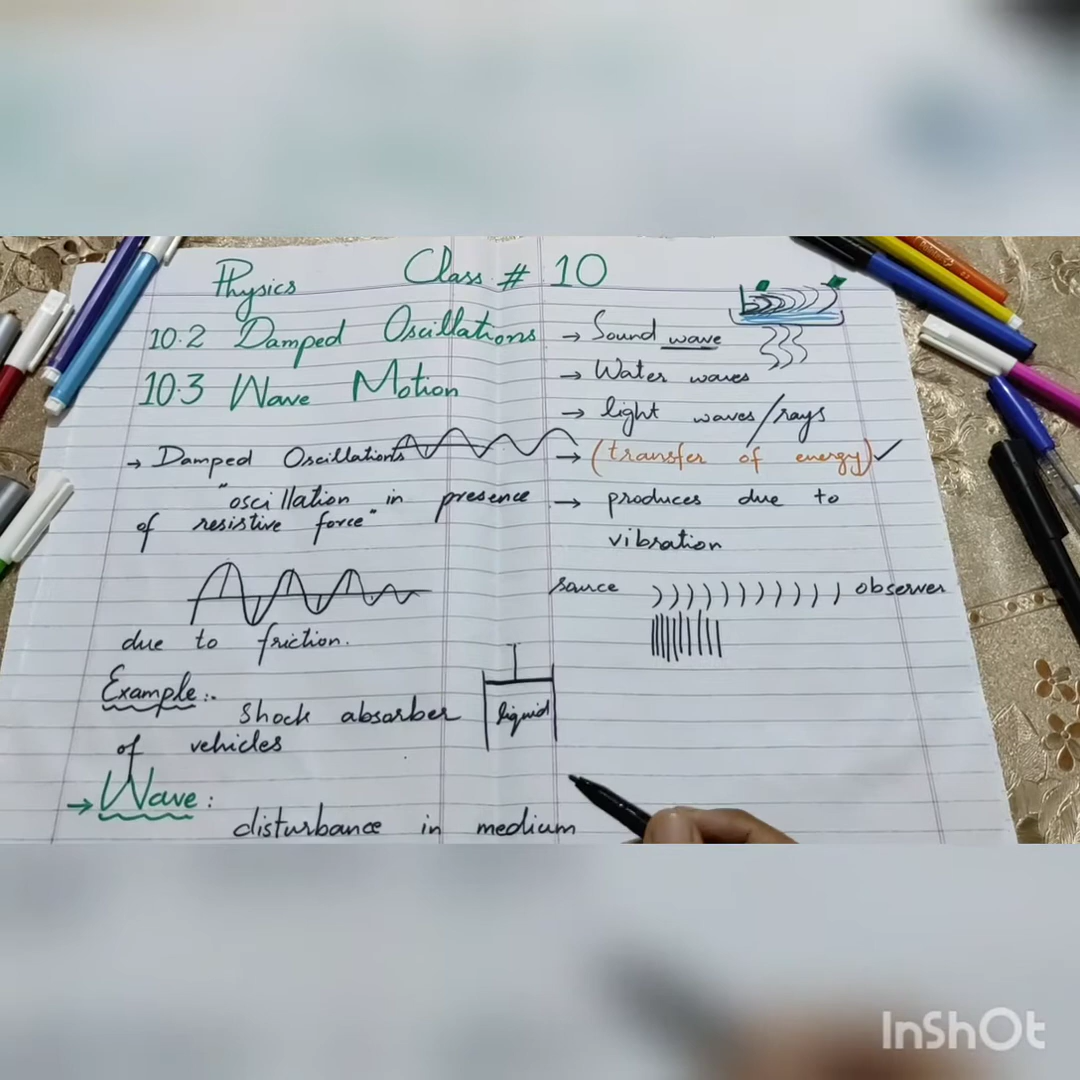 Physics Class # 10
10.2 Damped Oscillations
10.3 Wave Motion
→ Damped Oscillations
"oscillation in presence
of resistive force"
due to friction.
Example:-
Shock absorber
of vehicles
liquid
→ Wave:
disturbance in medium
→ Sound wave
→ Water waves
→ light waves/rays
→ (transfer of energy) ✓
→ produces due to
vibration
source ) ) ) ) ) ) ) ) ) ) ) observer
InShOt